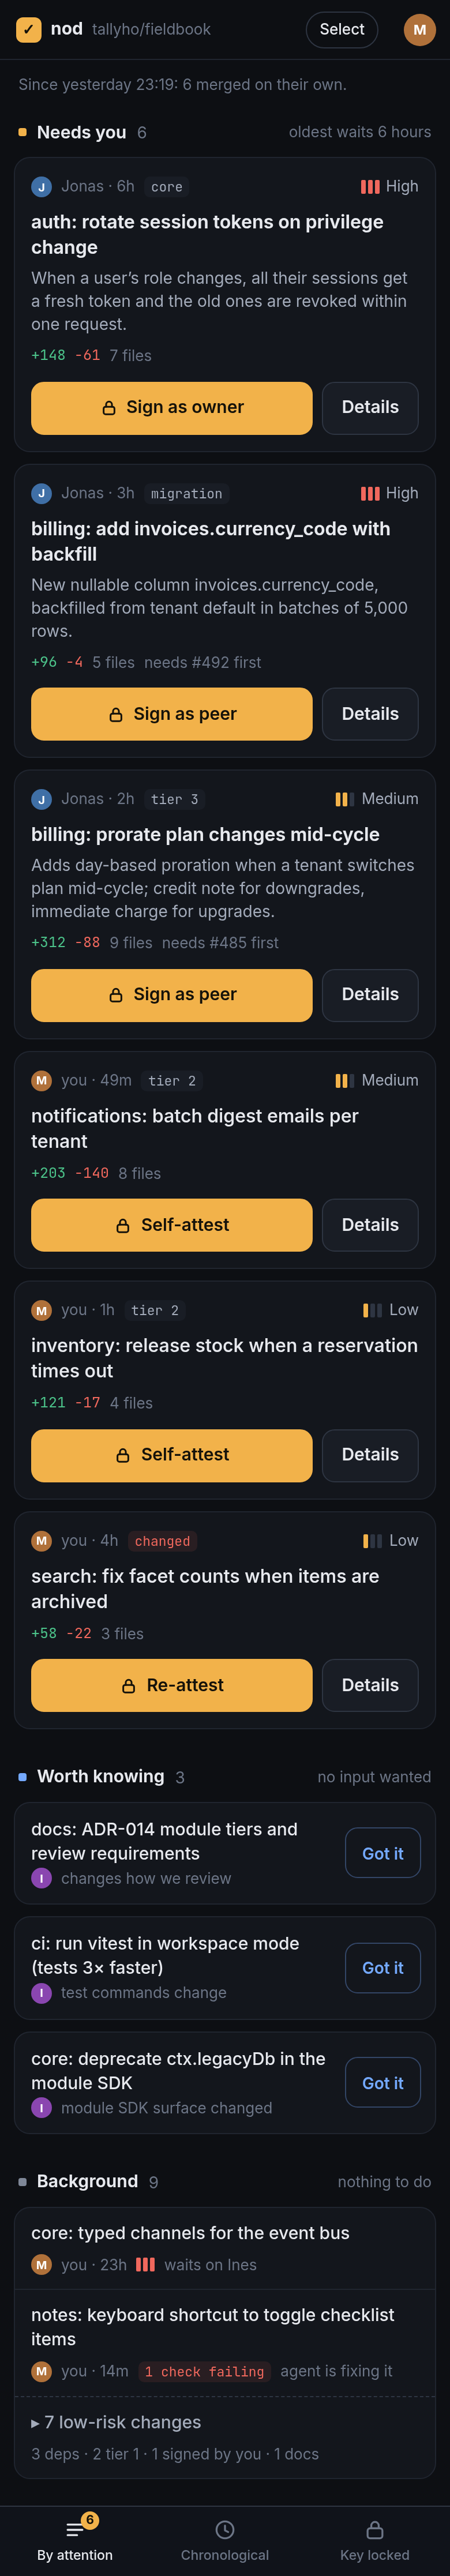 ✓ nod tallyho/fieldbook Select M
Since yesterday 23:19: 6 merged on their own.
Needs you 6 oldest waits 6 hours
J Jonas · 6h core High
auth: rotate session tokens on privilege
change
When a user's role changes, all their sessions get
a fresh token and the old ones are revoked within
one request.
+148 -61 7 files
Sign as owner Details
J Jonas · 3h migration High
billing: add invoices.currency_code with
backfill
New nullable column invoices.currency_code,
backfilled from tenant default in batches of 5,000
rows.
+96 -4 5 files needs #492 first
Sign as peer Details
J Jonas · 2h tier 3 Medium
billing: prorate plan changes mid-cycle
Adds day-based proration when a tenant switches
plan mid-cycle; credit note for downgrades,
immediate charge for upgrades.
+312 -88 9 files needs #485 first
Sign as peer Details
M you · 49m tier 2 Medium
notifications: batch digest emails per
tenant
+203 -140 8 files
Self-attest Details
M you · 1h tier 2 Low
inventory: release stock when a reservation
times out
+121 -17 4 files
Self-attest Details
M you · 4h changed Low
search: fix facet counts when items are
archived
+58 -22 3 files
Re-attest Details
Worth knowing 3 no input wanted
docs: ADR-014 module tiers and
review requirements
I changes how we review
Got it
ci: run vitest in workspace mode
(tests 3× faster)
I test commands change
Got it
core: deprecate ctx.legacyDb in the
module SDK
I module SDK surface changed
Got it
Background 9 nothing to do
core: typed channels for the event bus
M you · 23h waits on Ines
notes: keyboard shortcut to toggle checklist
items
M you · 14m 1 check failing agent is fixing it
▸ 7 low-risk changes
3 deps · 2 tier 1 · 1 signed by you · 1 docs
6
By attention Chronological Key locked